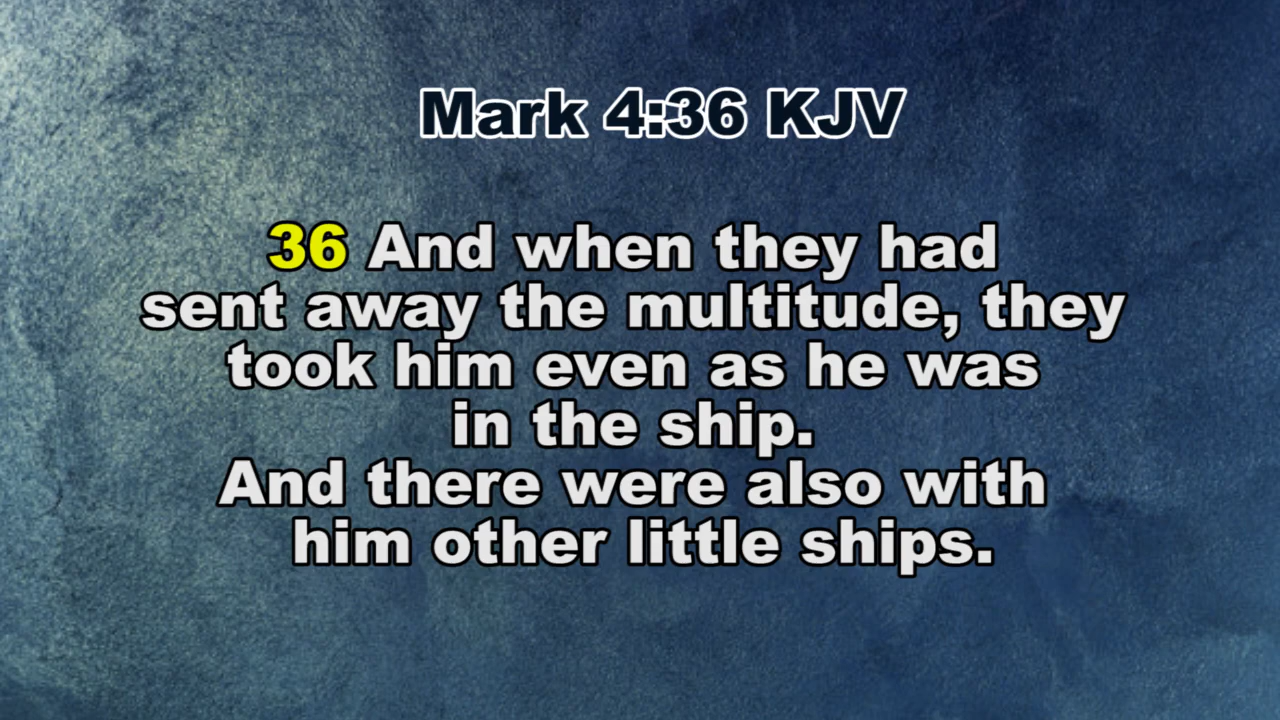 Mark 4:36 KJV
36 And when they had
sent away the multitude, they
took him even as he was
in the ship.
And there were also with
him other little ships.